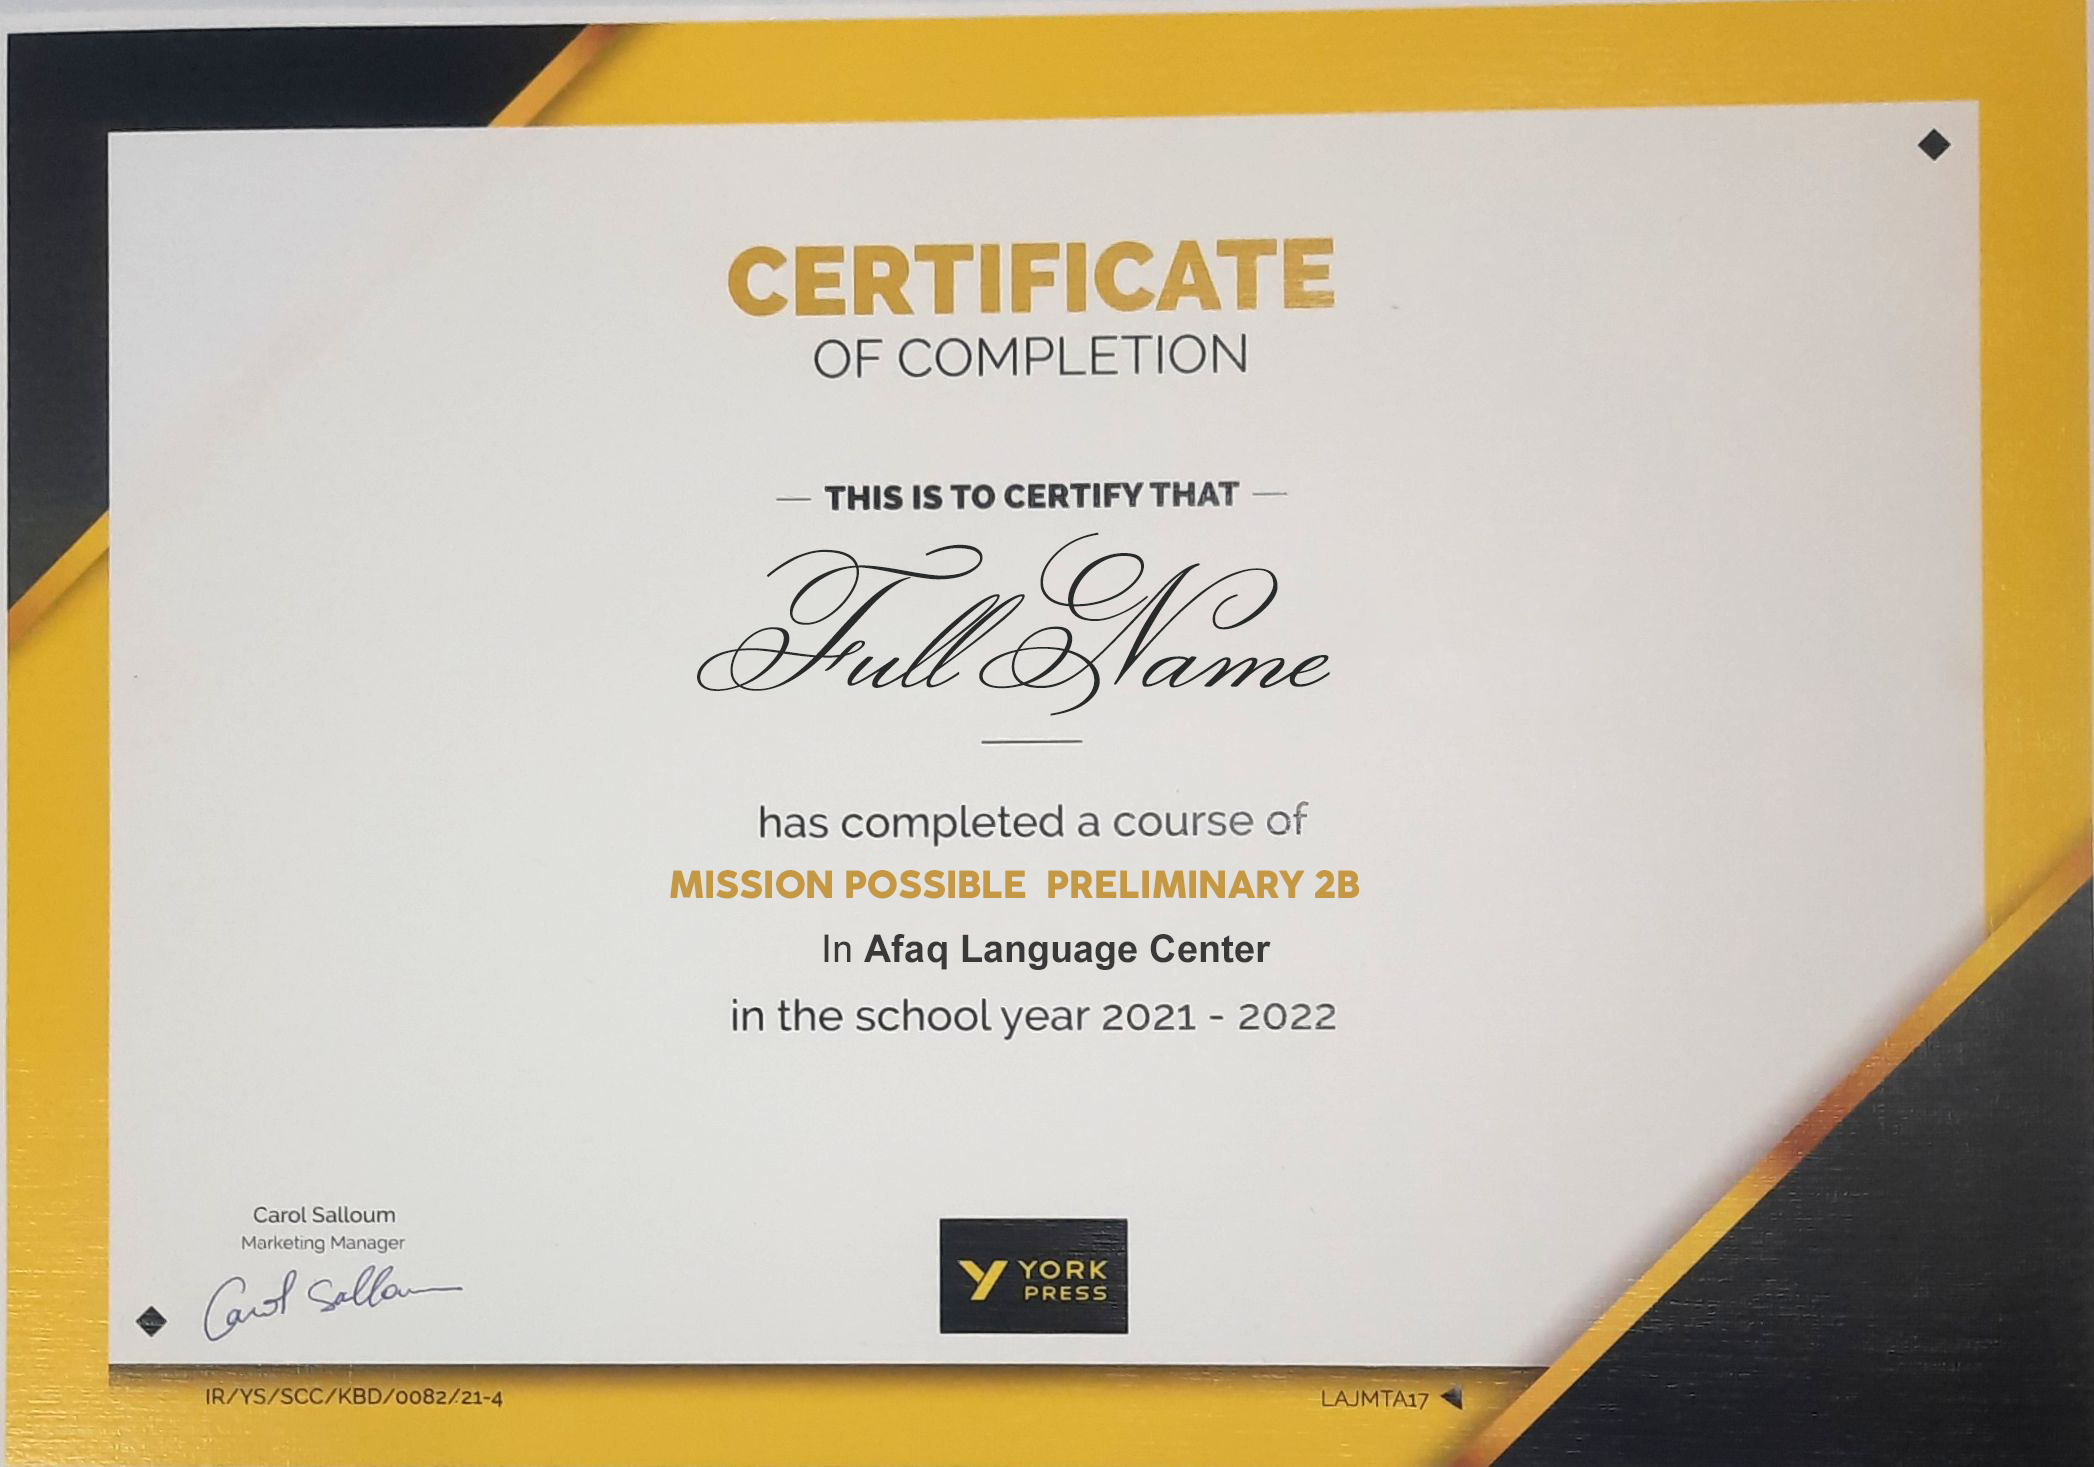 CERTIFICATE
OF COMPLETION
— THIS IS TO CERTIFY THAT —
Full Name
has completed a course of
MISSION POSSIBLE PRELIMINARY 2B
In Afaq Language Center
in the school year 2021 - 2022
Carol Salloum
Marketing Manager
Carol Salloum
YORK
PRESS
IR/YS/SCC/KBD/0082/21-4
LAJMTA17